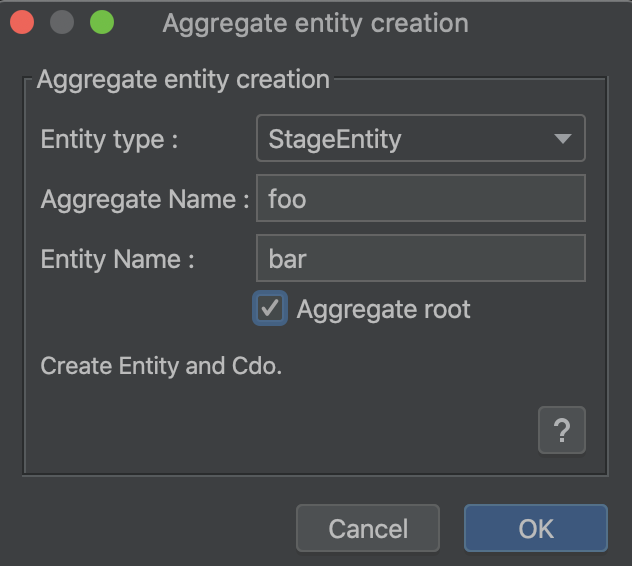 Aggregate entity creation
Aggregate entity creation
Entity type : StageEntity
Aggregate Name : foo
Entity Name : bar
Aggregate root
Create Entity and Cdo.
?
Cancel OK